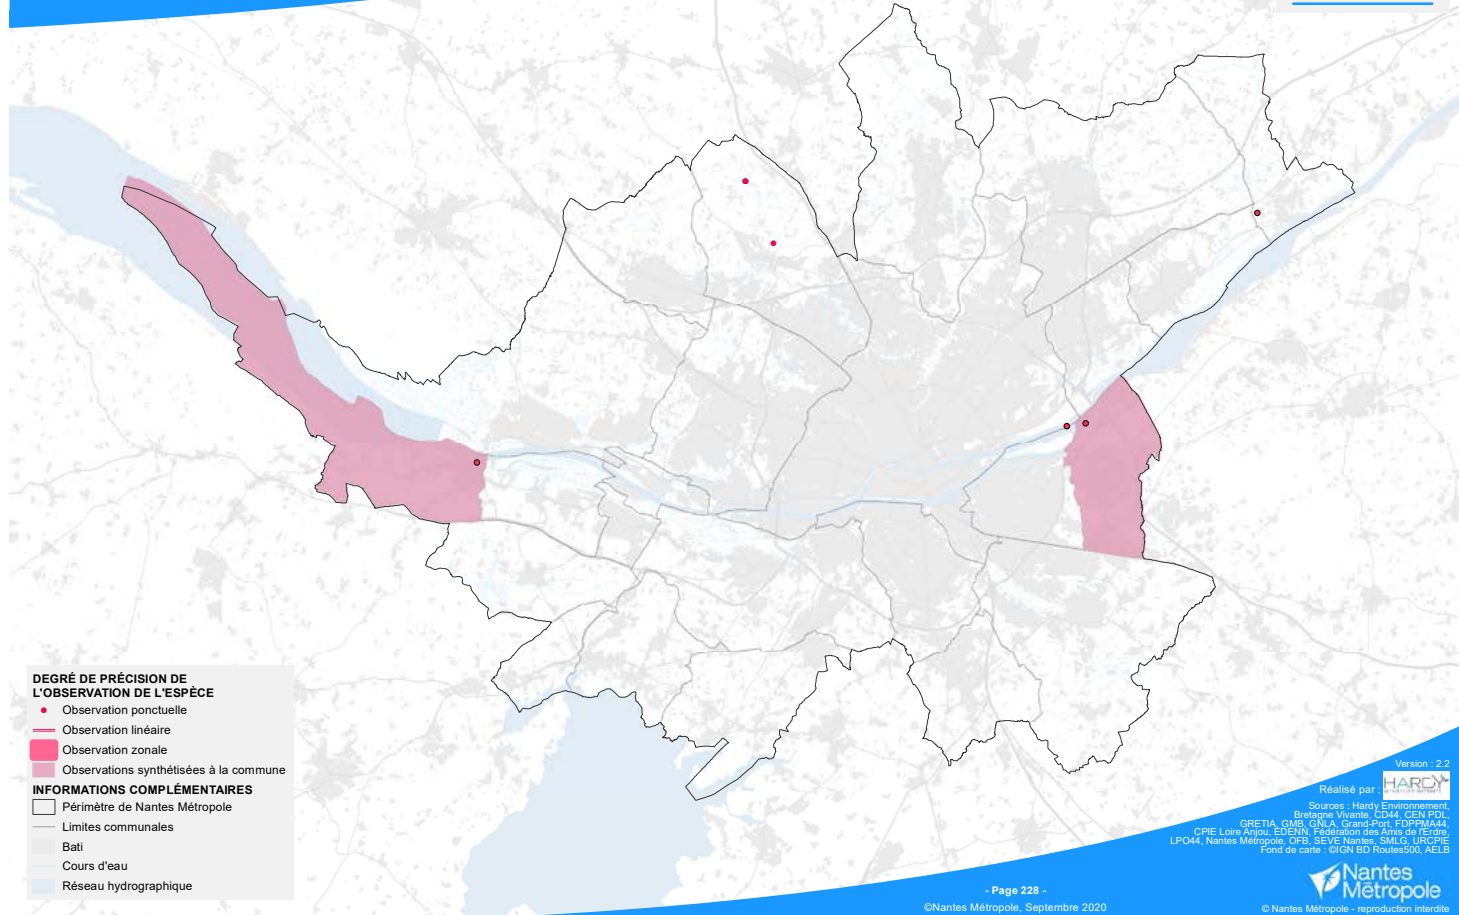 DEGRÉ DE PRÉCISION DE
L'OBSERVATION DE L'ESPÈCE
Observation ponctuelle
Observation linéaire
Observation zonale
Observations synthétisées à la commune
INFORMATIONS COMPLÉMENTAIRES
Périmètre de Nantes Métropole
Limites communales
Bati
Cours d'eau
Réseau hydrographique
Version : 2.2
Réalisé par :
HARDY
environnement
Sources : Hardy Environnement,
Bretagne Vivante, CD44, CEN PDL,
GRETIA, GMB, GNLA, Grand-Port, FDPPMA44,
CPIE Loire Anjou, EDENN, Fédération des Amis de l'Erdre,
LPO44, Nantes Métropole, OFB, SEVE Nantes, SMLG, URCPIE
Fond de carte : ©IGN BD Routes500, AELB
Nantes
Métropole
- Page 228 -
©Nantes Métropole, Septembre 2020
© Nantes Métropole - reproduction interdite